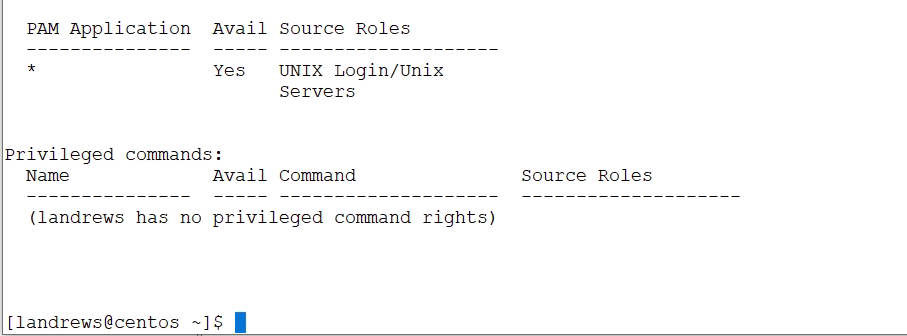 PAM Application  Avail Source Roles
---------------  ----- --------------------
*                Yes   UNIX Login/Unix
                       Servers
Privileged commands:
  Name             Avail Command              Source Roles
  ---------------  ----- --------------------  --------------------
  (landrews has no privileged command rights)
[landrews@centos ~]$